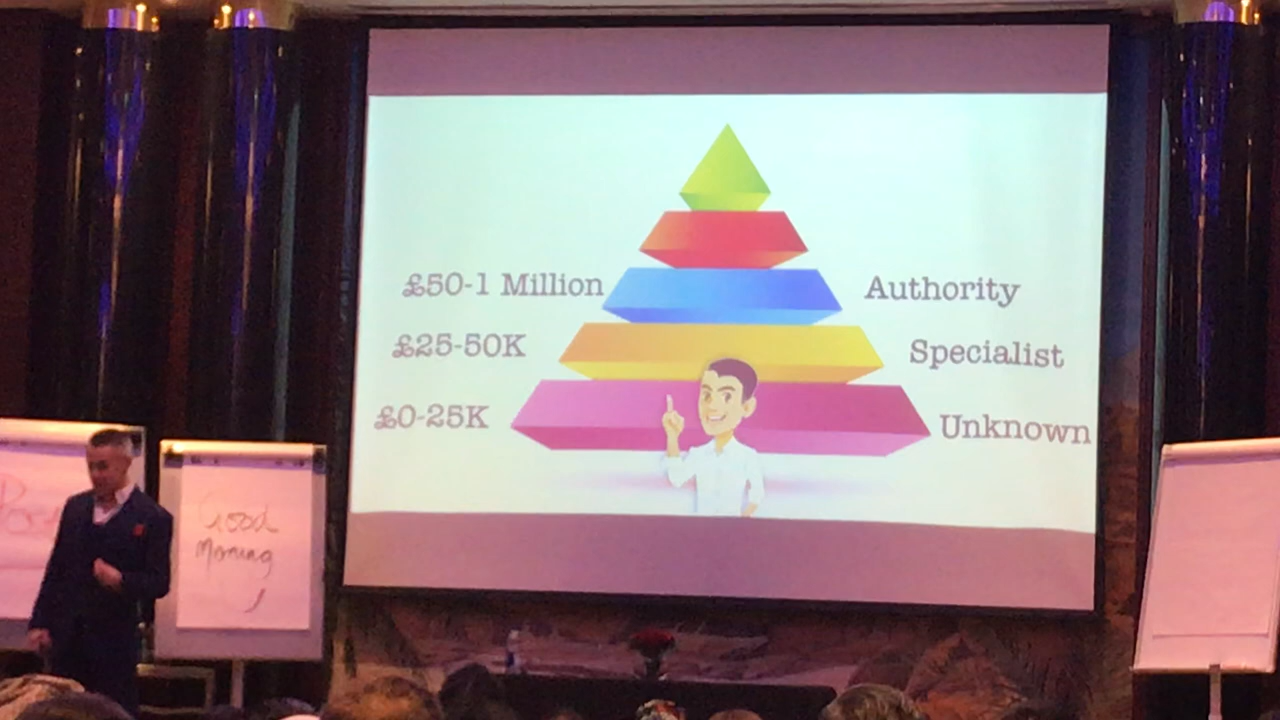 £50-1 Million
Authority
£25-50K
Specialist
£0-25K
Unknown
Good
Morning